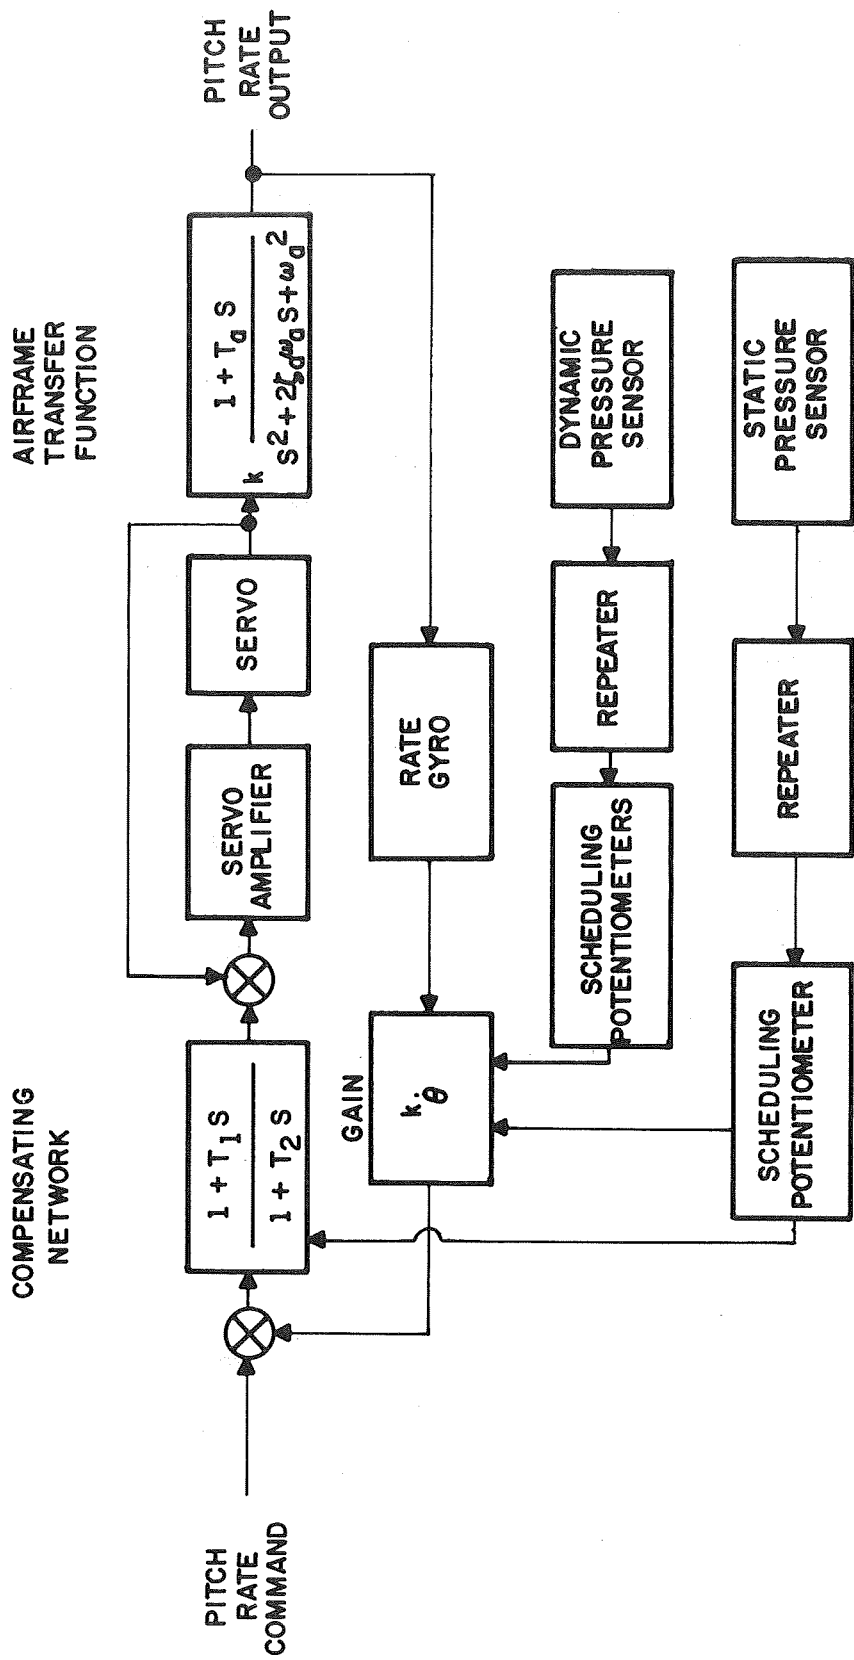 COMPENSATING
NETWORK
AIRFRAME
TRANSFER
FUNCTION
PITCH
RATE
COMMAND
1 + T₁ S
1 + T₂ S
SERVO
AMPLIFIER
SERVO
k
1 + Tₐ S
S² + 2ζₐωₐ S + ωₐ²
PITCH
RATE
OUTPUT
GAIN
k θ̇
RATE
GYRO
SCHEDULING
POTENTIOMETERS
REPEATER
DYNAMIC
PRESSURE
SENSOR
SCHEDULING
POTENTIOMETER
REPEATER
STATIC
PRESSURE
SENSOR